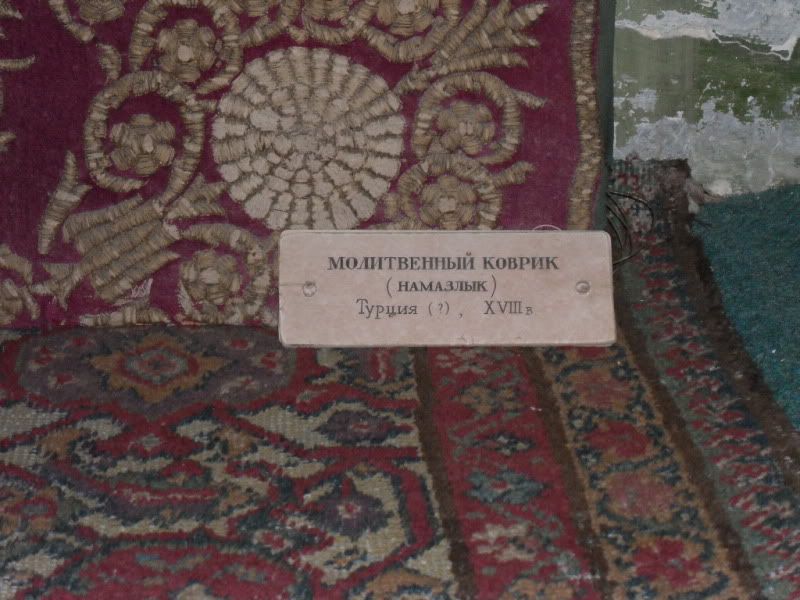 МОЛИТВЕННЫЙ КОВРИК
(НАМАЗЛЫК)
Турция (?), XVIII в